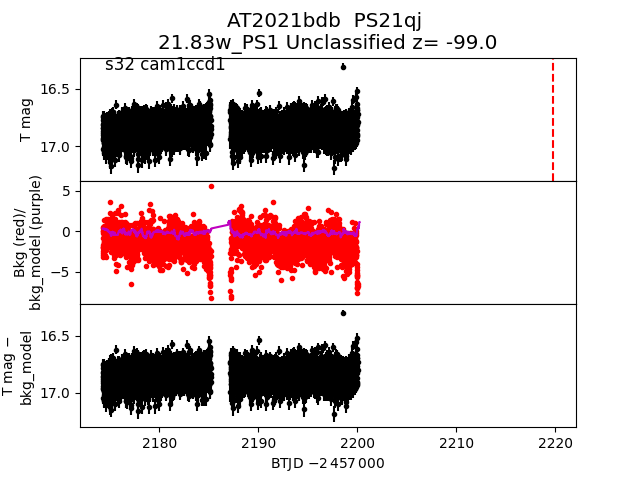 AT2021bdb  PS21qj
21.83w_PS1 Unclassified z= -99.0
s32 cam1ccd1
T mag
16.5
17.0
Bkg (red)/
bkg_model (purple)
5
0
−5
T mag −
bkg_model
16.5
17.0
2180
2190
2200
2210
2220
BTJD −2 457 000